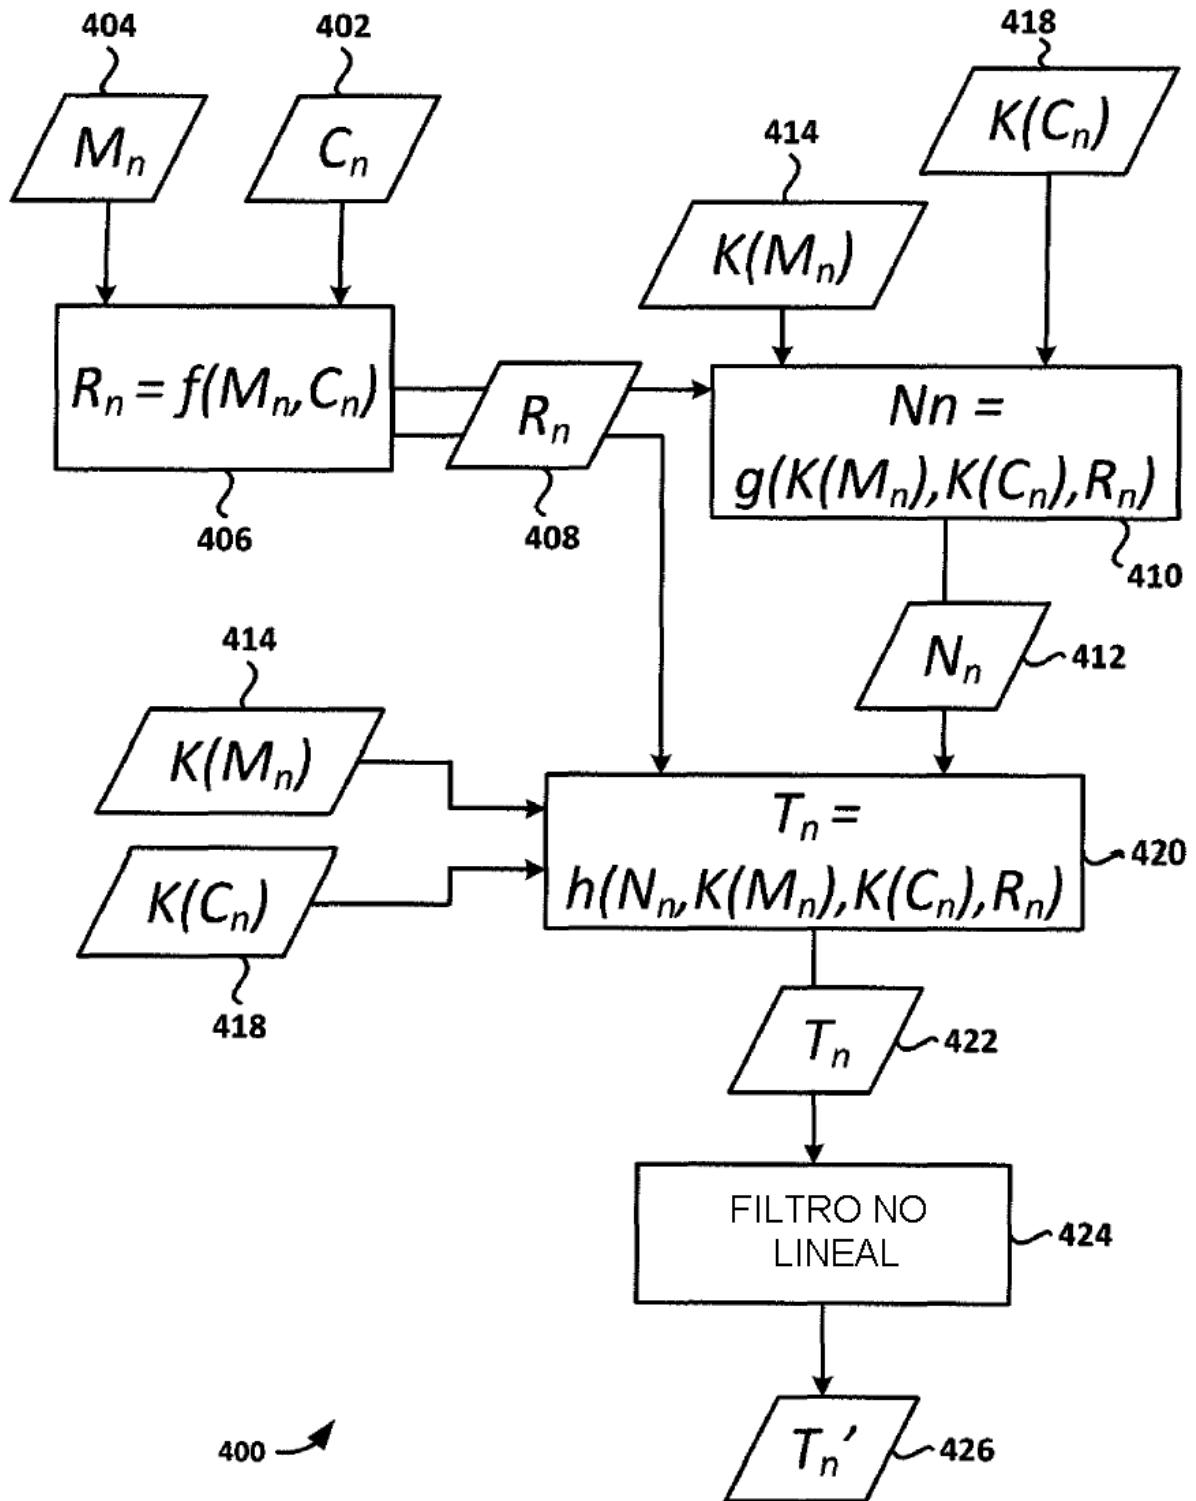 404
402
418
Mn
Cn
K(Cn)
414
K(Mn)
Rn = f(Mn,Cn)
Rn
Nn =
g(K(Mn),K(Cn),Rn)
406
408
410
414
Nn
412
K(Mn)
Tn =
h(Nn,K(Mn),K(Cn),Rn)
420
K(Cn)
418
Tn
422
FILTRO NO
LINEAL
424
400
Tn'
426